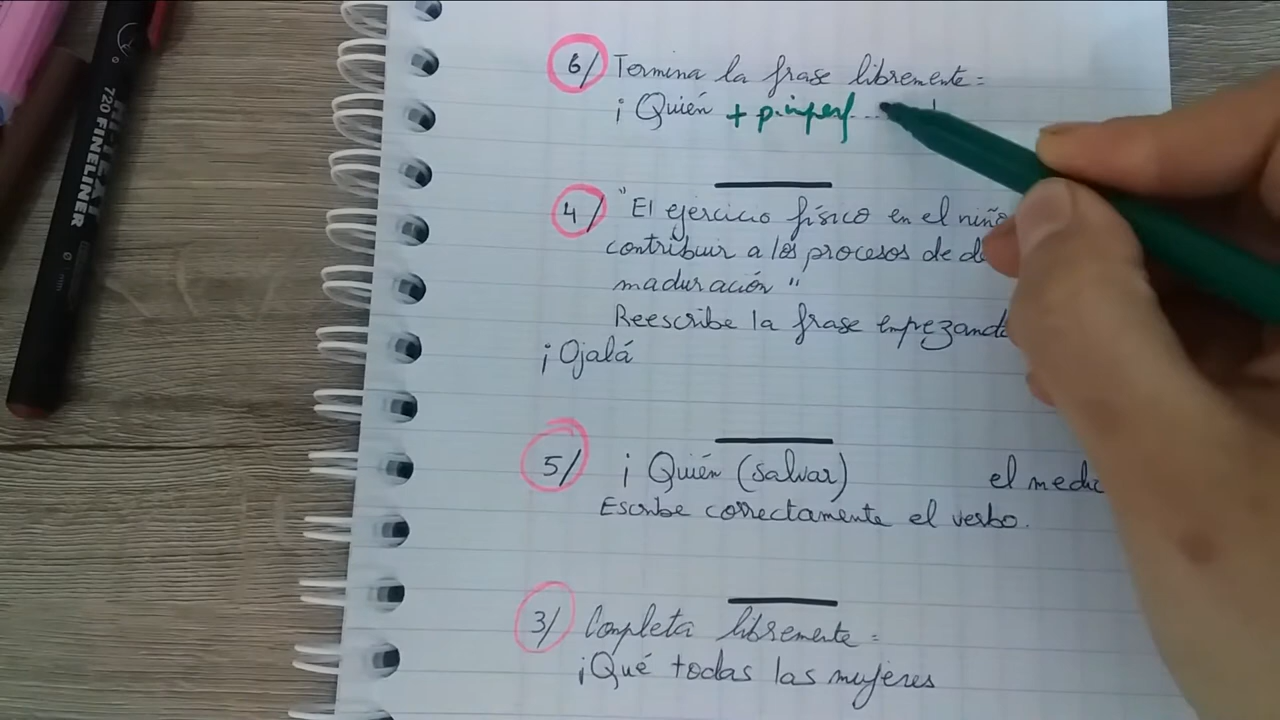 6/ Termina la frase libremente =
¡ Quién + p.imperf ... !
4/ "El ejercicio físico en el niño
contribuir a los procesos de
maduración "
Reescribe la frase empezando
¡ Ojalá
5/ ¡ Quién (salvar) el
Escribe correctamente el verbo.
3/ Completa libremente =
¡Qué todas las mujeres
720 FINELINER